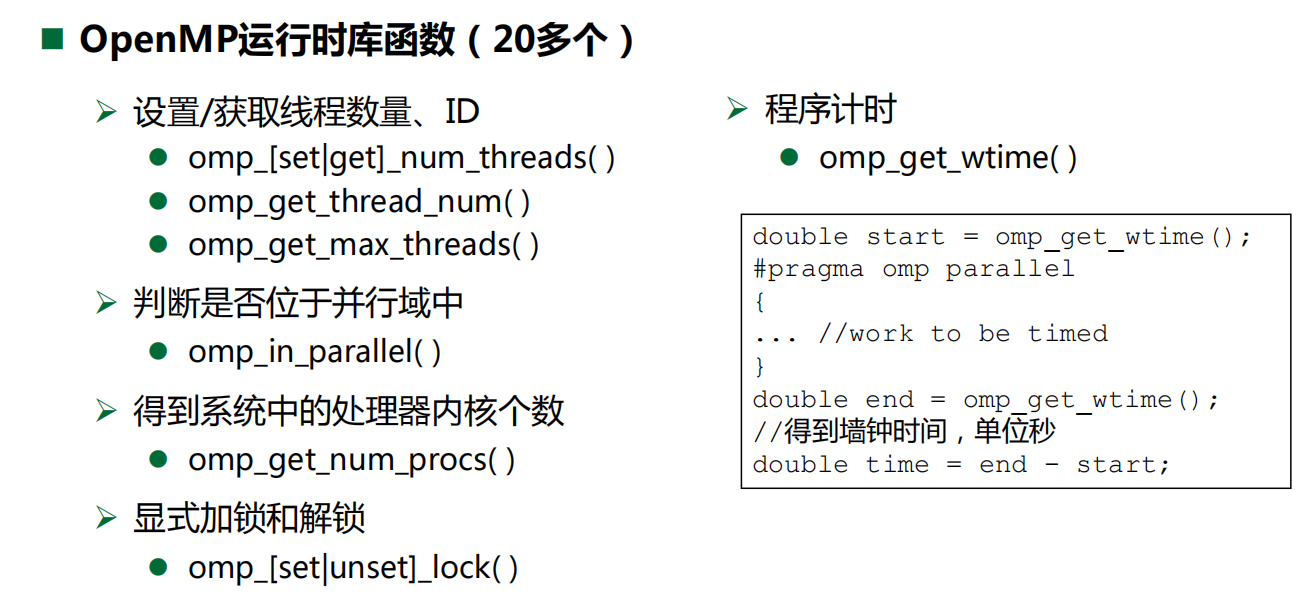 OpenMP运行时库函数（20多个）
设置/获取线程数量、ID
omp_[set|get]_num_threads( )
omp_get_thread_num( )
omp_get_max_threads( )
判断是否位于并行域中
omp_in_parallel( )
得到系统中的处理器内核个数
omp_get_num_procs( )
显式加锁和解锁
omp_[set|unset]_lock( )
程序计时
omp_get_wtime( )
double start = omp_get_wtime();
#pragma omp parallel
{
... //work to be timed
}
double end = omp_get_wtime();
//得到墙钟时间，单位秒
double time = end - start;